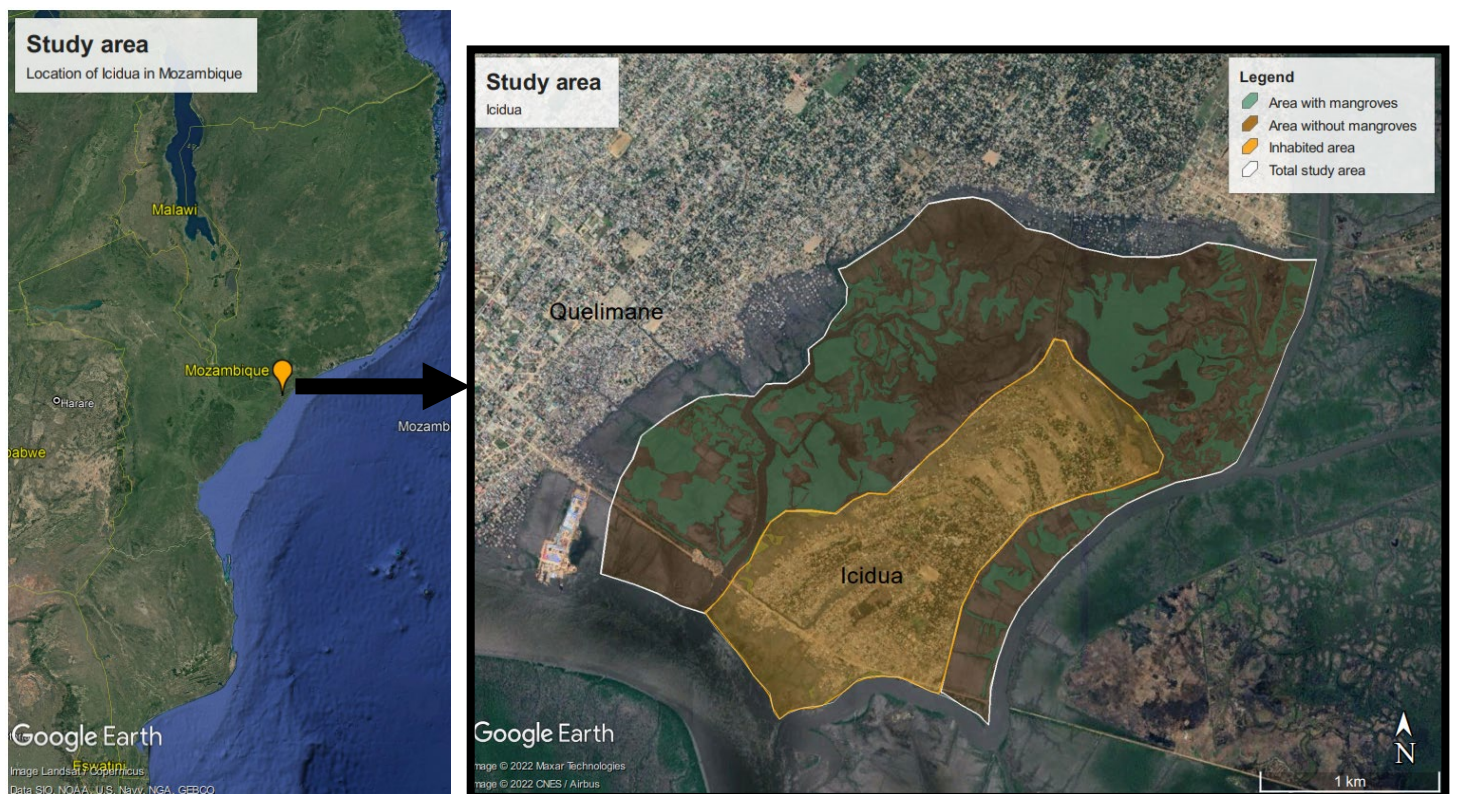 Study area
Location of Icidua in Mozambique
Malawi
Mozambique
Harare
Mozamb
babwe
Google Earth
Eswatini
Image Landsat / Copernicus
Data SIO, NOAA, U.S. Navy, NGA, GEBCO
Study area
Icidua
Legend
Area with mangroves
Area without mangroves
Inhabited area
Total study area
Quelimane
Icidua
Google Earth
mage © 2022 Maxar Technologies
mage © 2022 CNES / Airbus
N
1 km